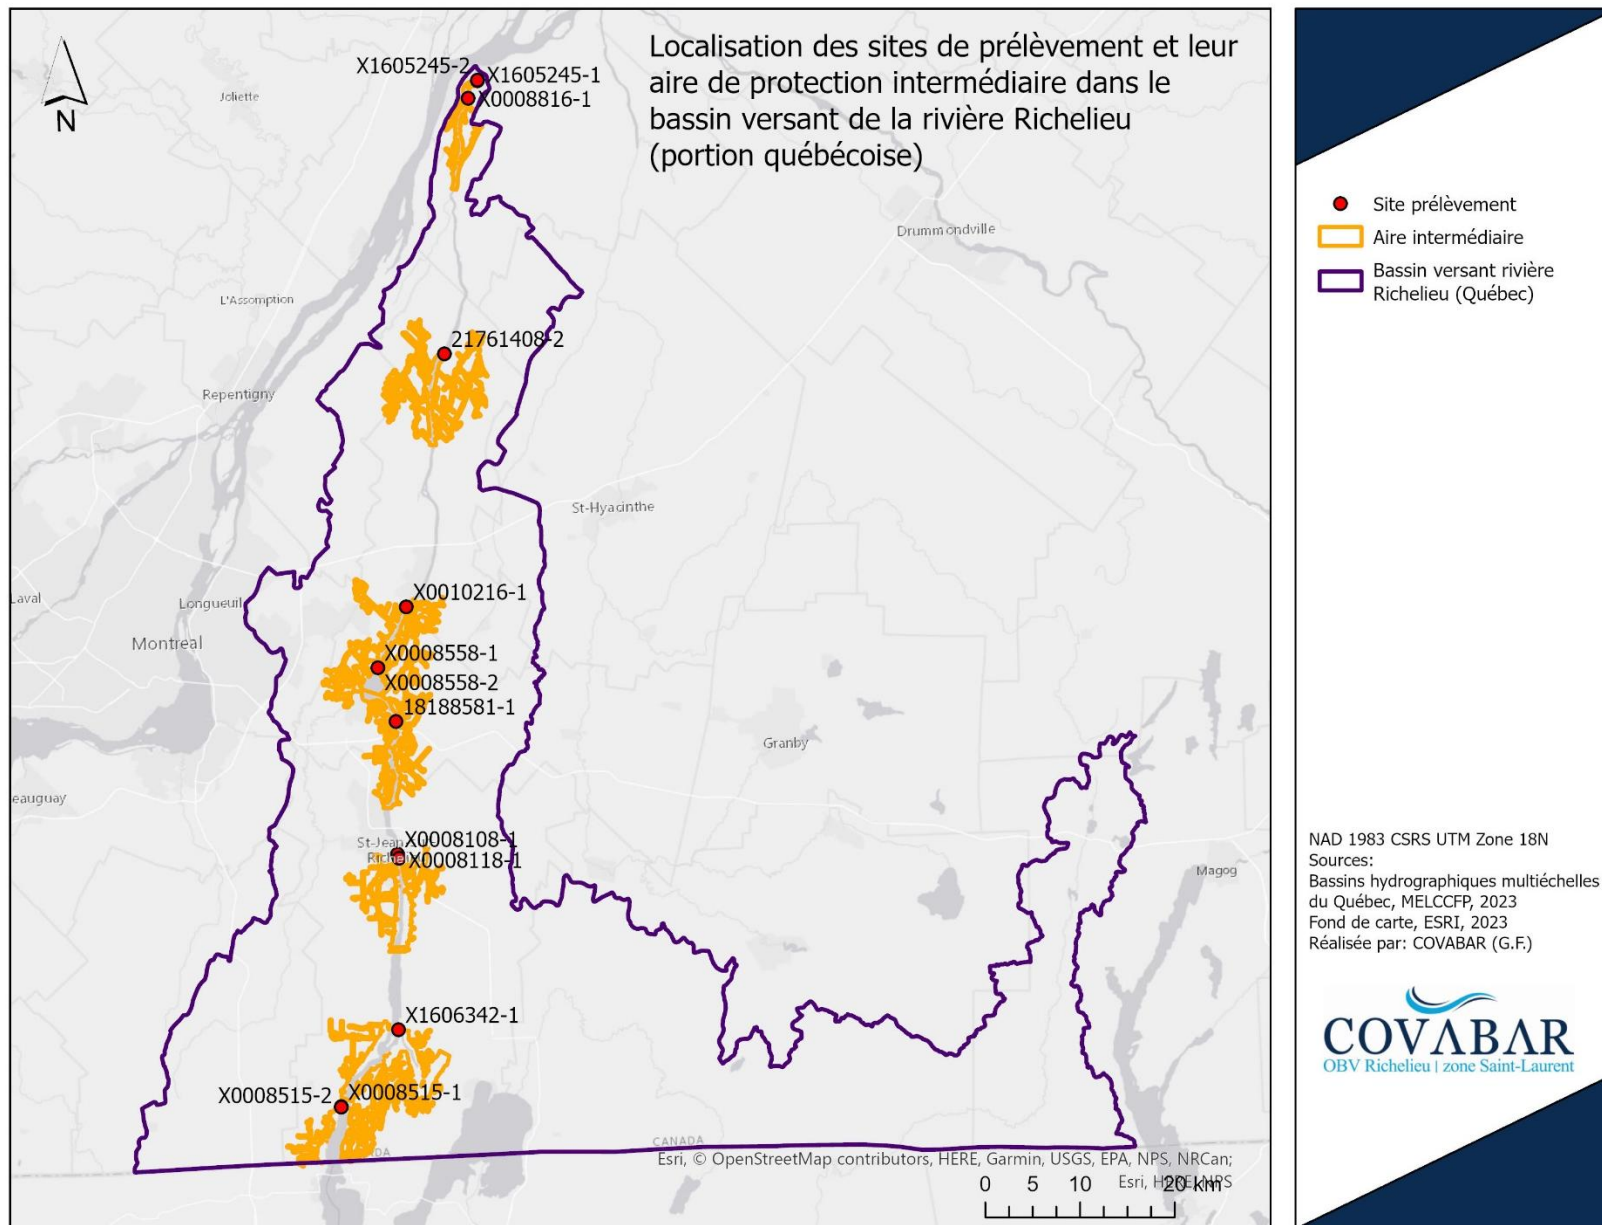 Localisation des sites de prélèvement et leur
aire de protection intermédiaire dans le
bassin versant de la rivière Richelieu
(portion québécoise)
N
X1605245-2
X1605245-1
X0008816-1
Joliette
Drummondville
L'Assomption
21761408-2
Repentigny
St-Hyacinthe
X0010216-1
Laval
Longueuil
Montreal
X0008558-1
X0008558-2
18188581-1
Granby
eauguay
X0008108-1
St-Jean
X0008118-1
Magog
X1606342-1
X0008515-2
X0008515-1
CANADA
Esri, © OpenStreetMap contributors, HERE, Garmin, USGS, EPA, NPS, NRCan;
Esri, HERE, NPS
0 5 10 20 km
Site prélèvement
Aire intermédiaire
Bassin versant rivière
Richelieu (Québec)
NAD 1983 CSRS UTM Zone 18N
Sources:
Bassins hydrographiques multiéchelles
du Québec, MELCCFP, 2023
Fond de carte, ESRI, 2023
Réalisée par: COVABAR (G.F.)
COVABAR
OBV Richelieu | zone Saint-Laurent